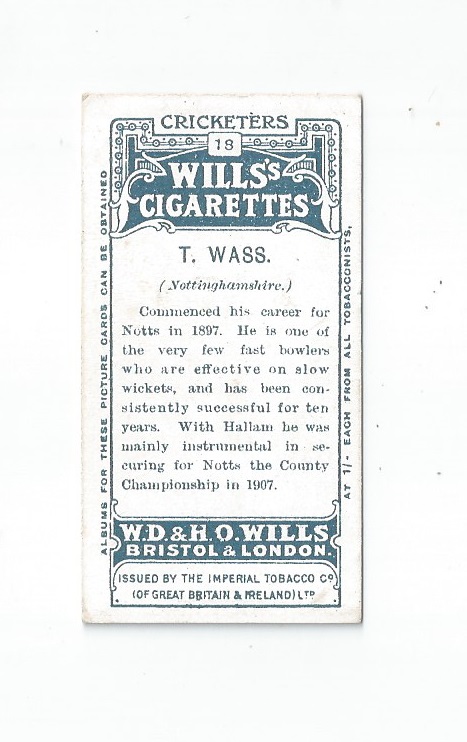 CRICKETERS
18
WILLS'S
CIGARETTES
T. WASS.
(Nottinghamshire.)
Commenced his career for
Notts in 1897. He is one of
the very few fast bowlers
who are effective on slow
wickets, and has been con-
sistently successful for ten
years. With Hallam he was
mainly instrumental in se-
curing for Notts the County
Championship in 1907.
W.D. & H.O. WILLS
BRISTOL & LONDON.
ISSUED BY THE IMPERIAL TOBACCO Cº
(OF GREAT BRITAIN & IRELAND) LTD
ALBUMS FOR THESE PICTURE CARDS CAN BE OBTAINED
AT 1/- EACH FROM ALL TOBACCONISTS,